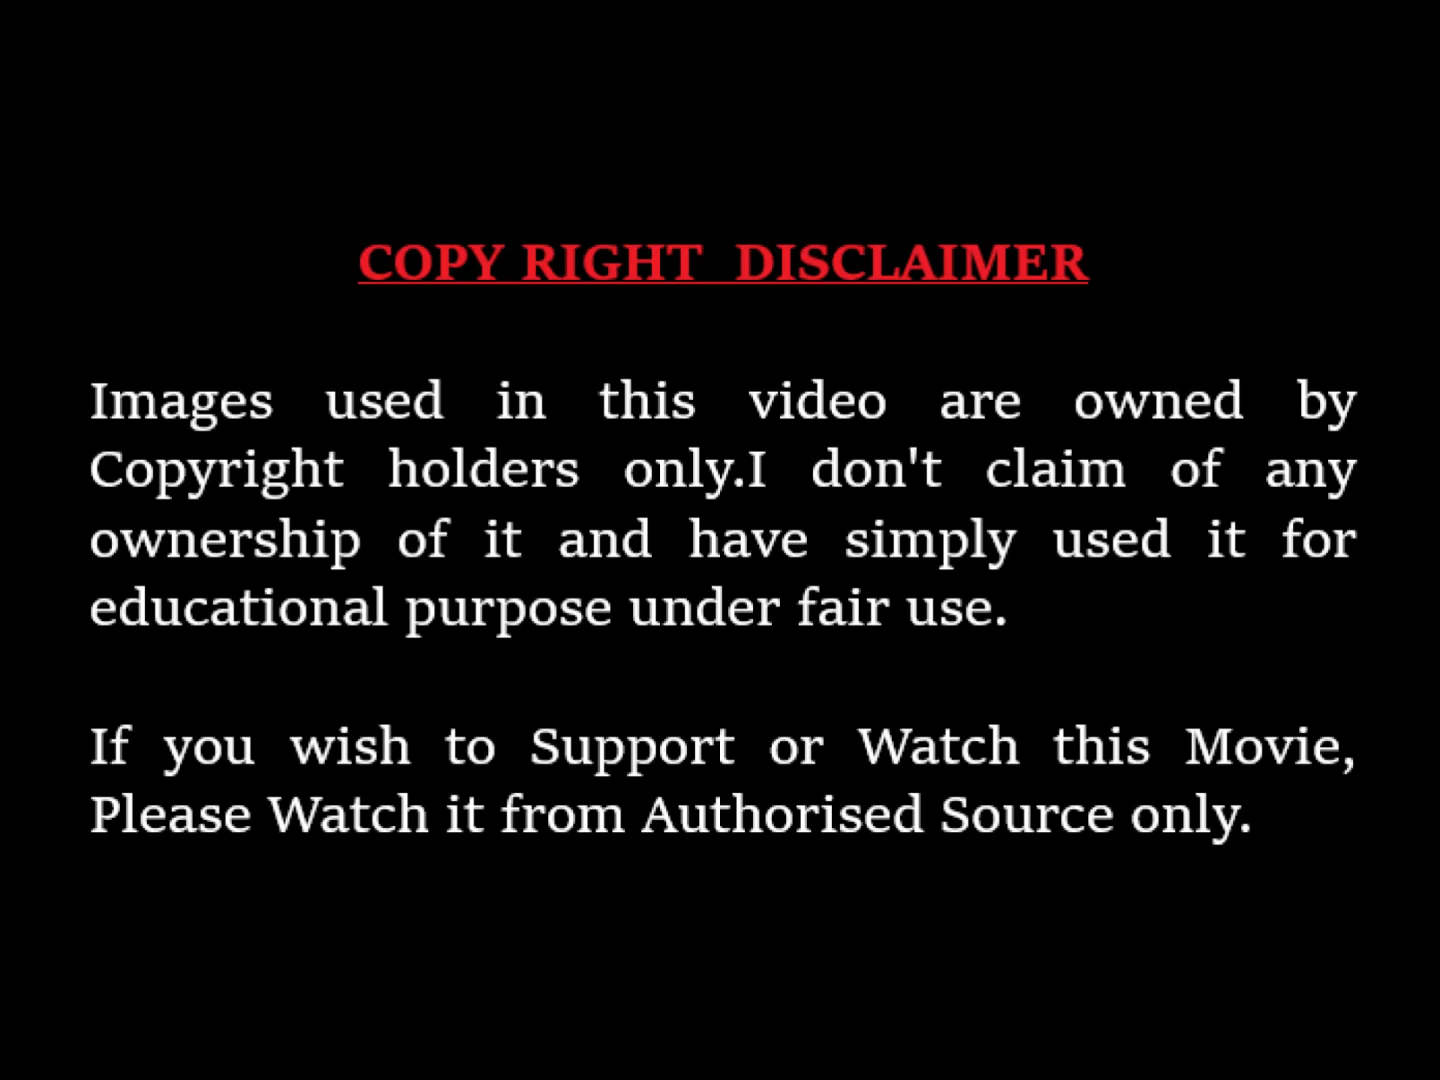 COPY RIGHT DISCLAIMER
Images used in this video are owned by
Copyright holders only.I don't claim of any
ownership of it and have simply used it for
educational purpose under fair use.
If you wish to Support or Watch this Movie,
Please Watch it from Authorised Source only.